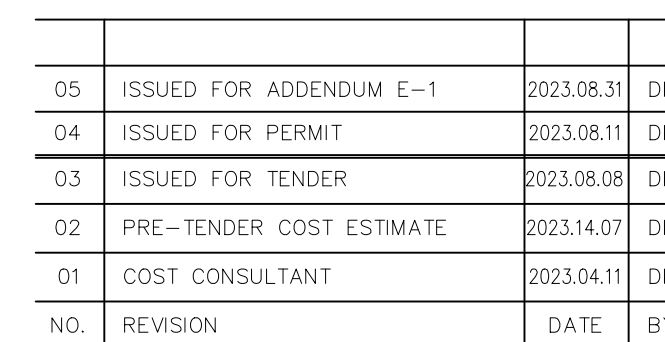 05 ISSUED FOR ADDENDUM E-1 2023.08.31
04 ISSUED FOR PERMIT 2023.08.11
03 ISSUED FOR TENDER 2023.08.08
02 PRE-TENDER COST ESTIMATE 2023.14.07
01 COST CONSULTANT 2023.04.11
NO. REVISION DATE